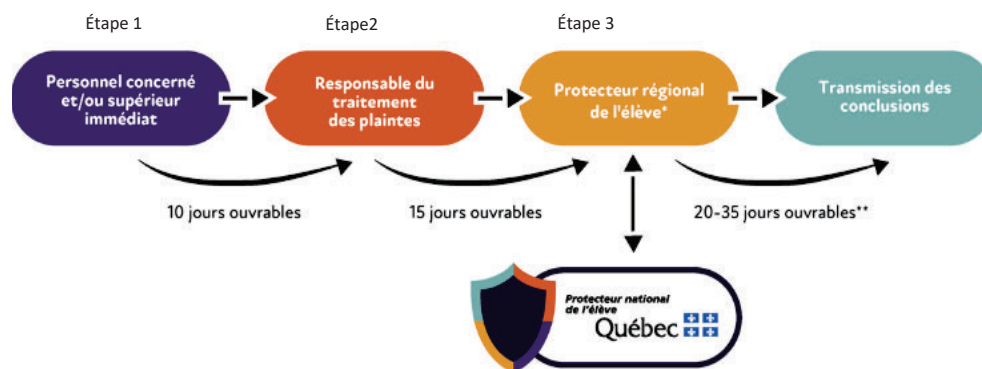 Étape 1
Étape2
Étape 3
Personnel concerné
et/ou supérieur
immédiat
Responsable du
traitement
des plaintes
Protecteur régional
de l'élève*
Transmission des
conclusions
10 jours ouvrables
15 jours ouvrables
20-35 jours ouvrables**
Protecteur national
de l'élève
Québec